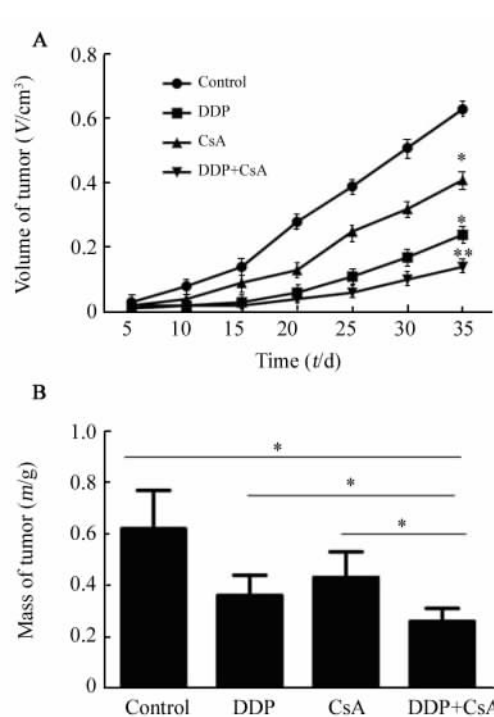 A
Volume of tumor (V/cm³)
0.8
0.6
0.4
0.2
0
Control
DDP
CsA
DDP+CsA
*
*
**
5 10 15 20 25 30 35
Time (t/d)
B
Mass of tumor (m/g)
1.0
0.8
0.6
0.4
0.2
0
*
*
*
Control DDP CsA DDP+CsA